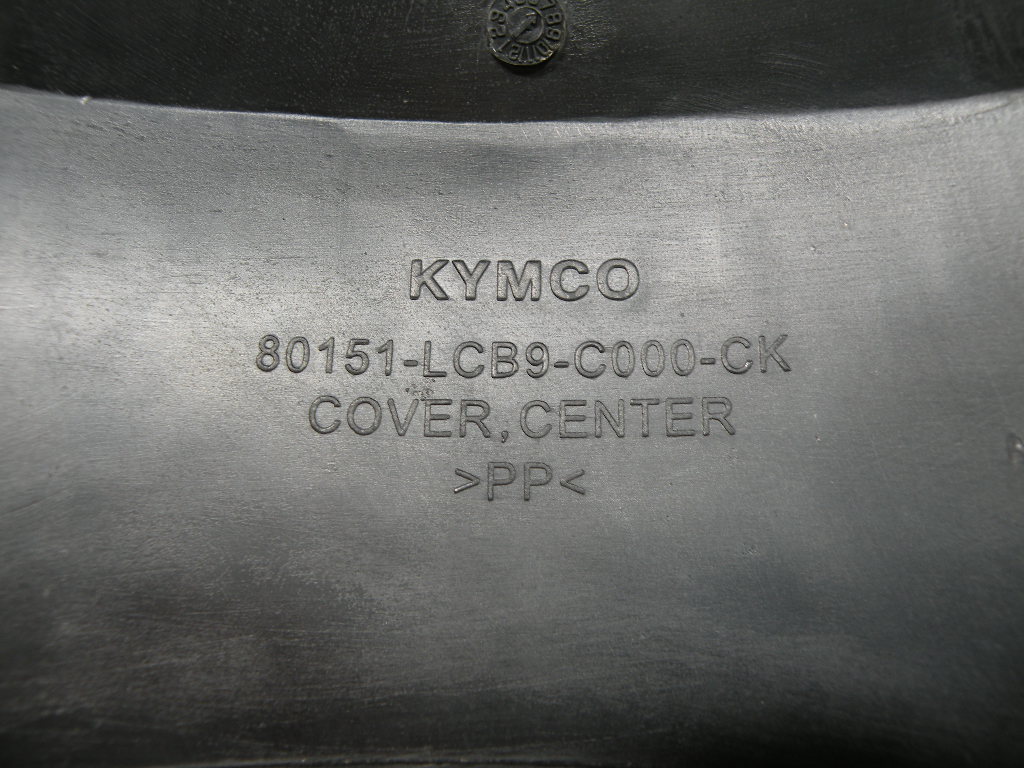 KYMCO
80151-LCB9-C000-CK
COVER, CENTER
>PP<